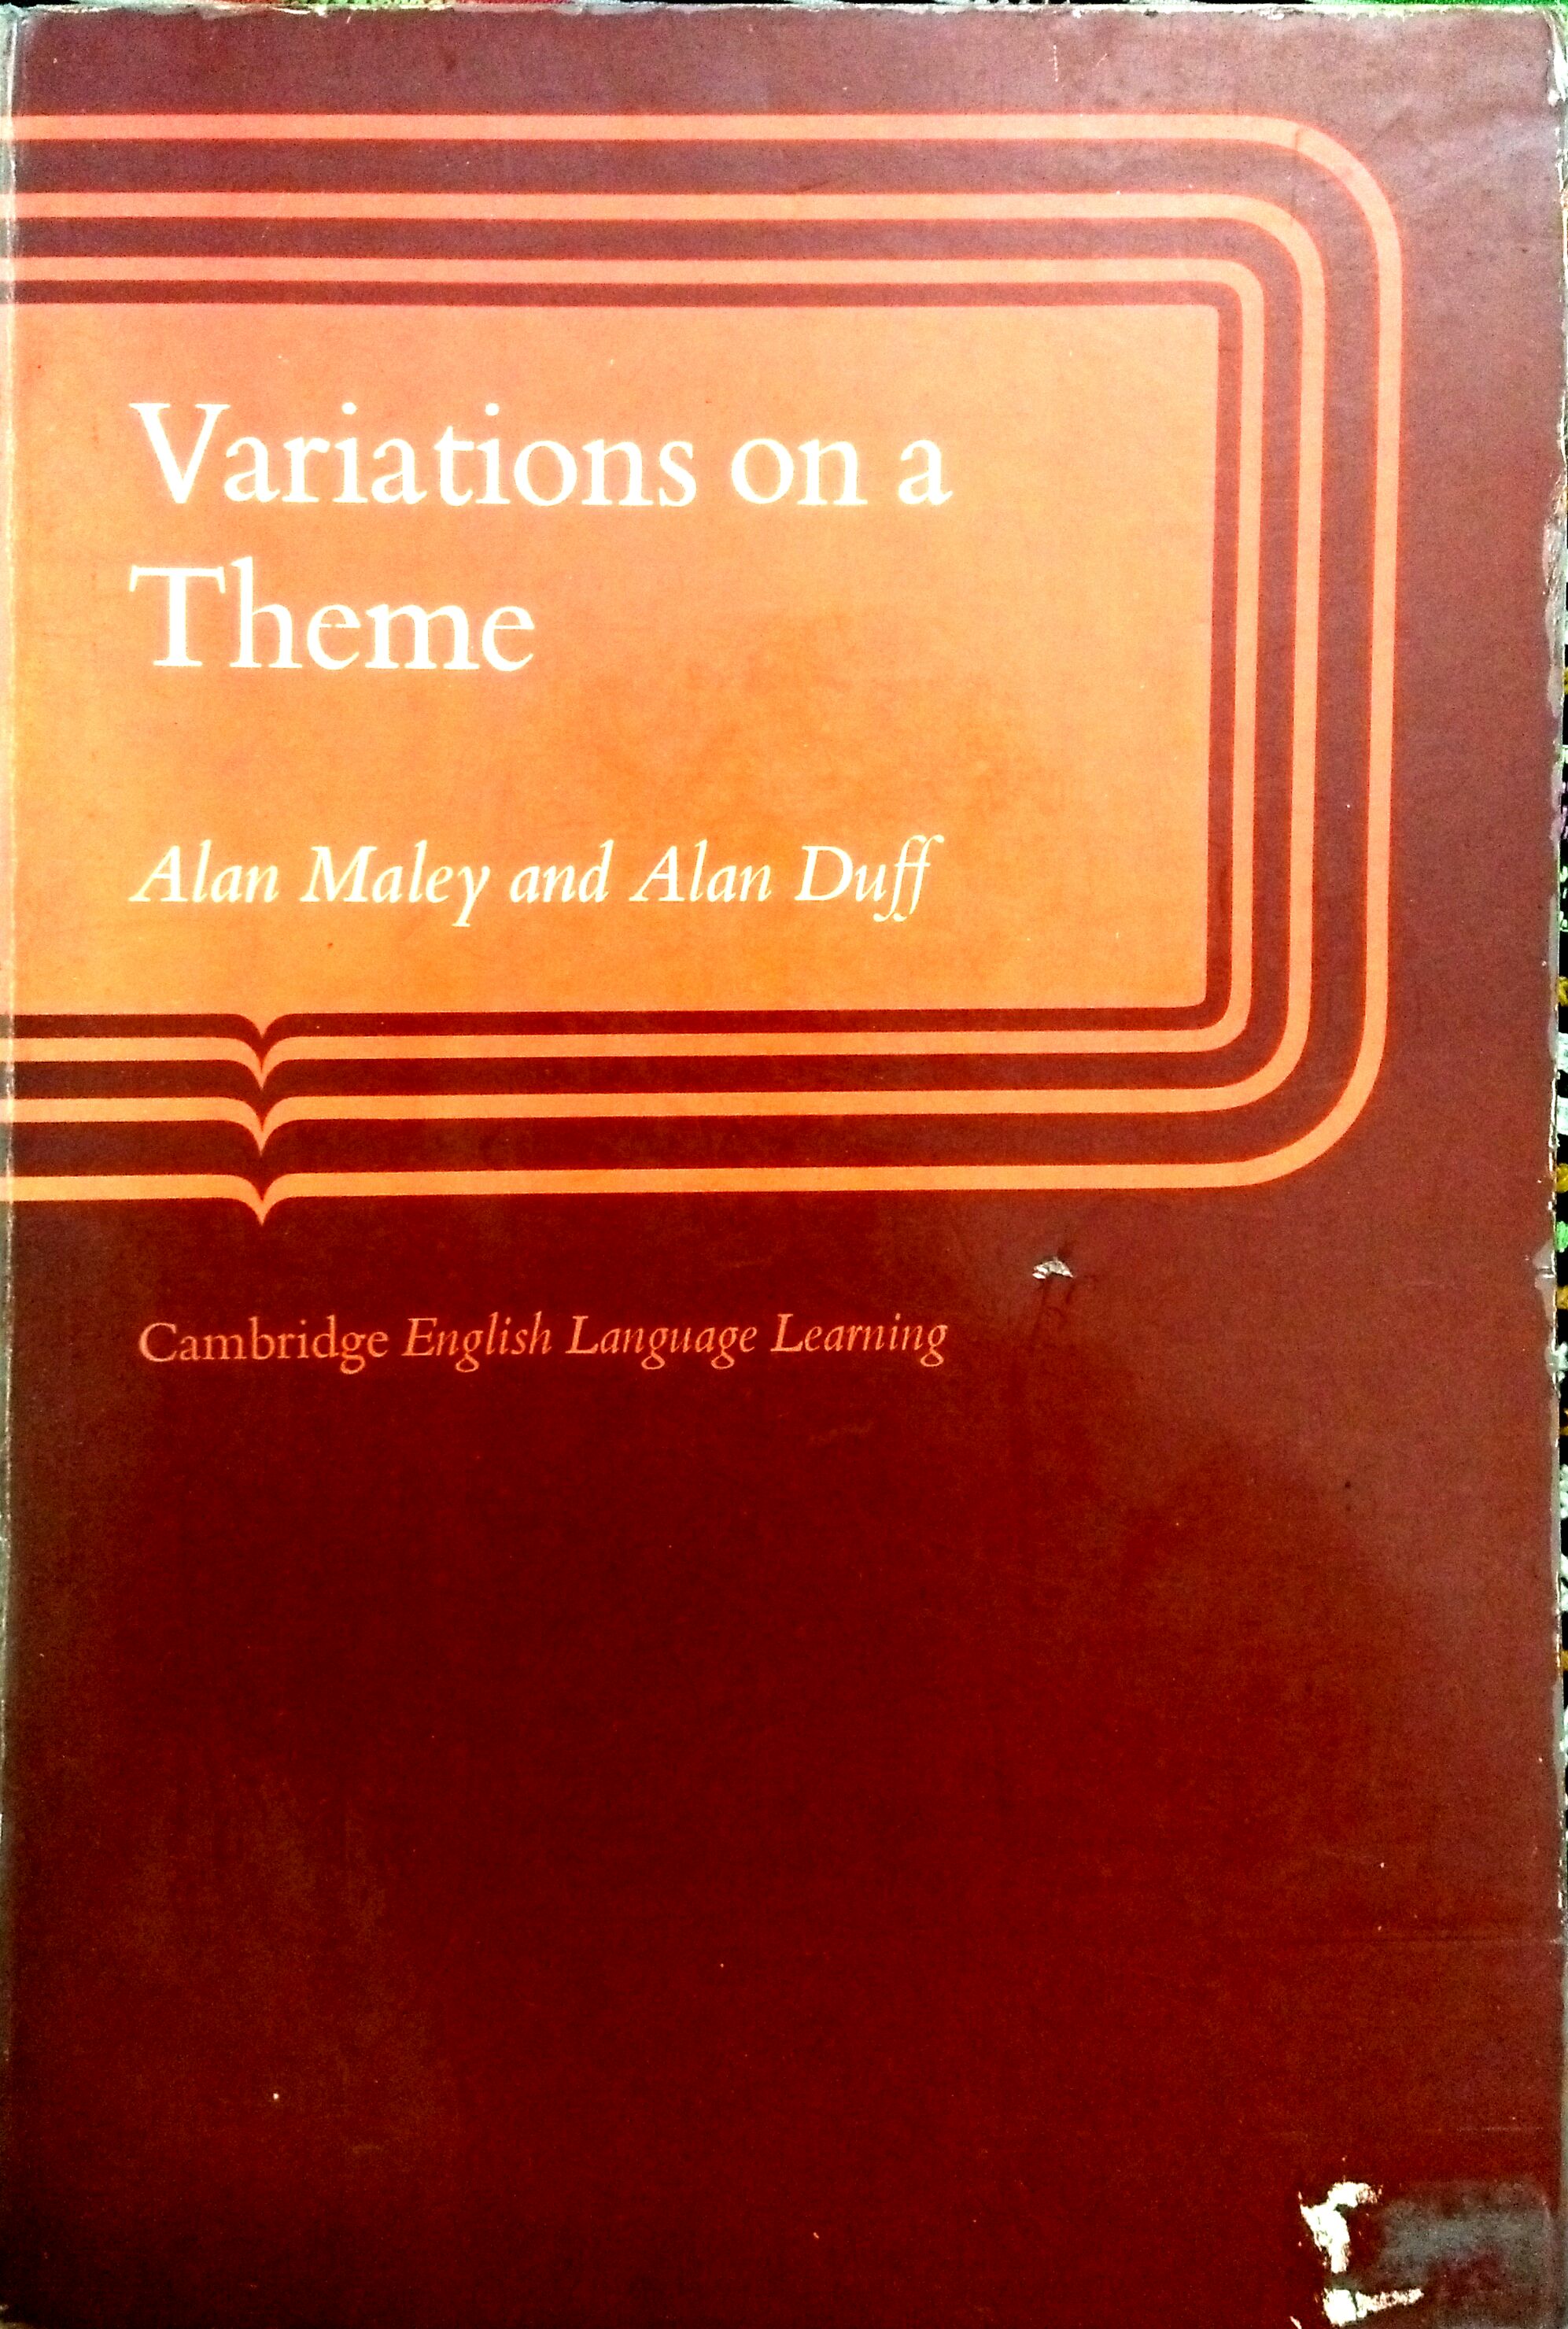 Variations on a
Theme
Alan Maley and Alan Duff
Cambridge English Language Learning